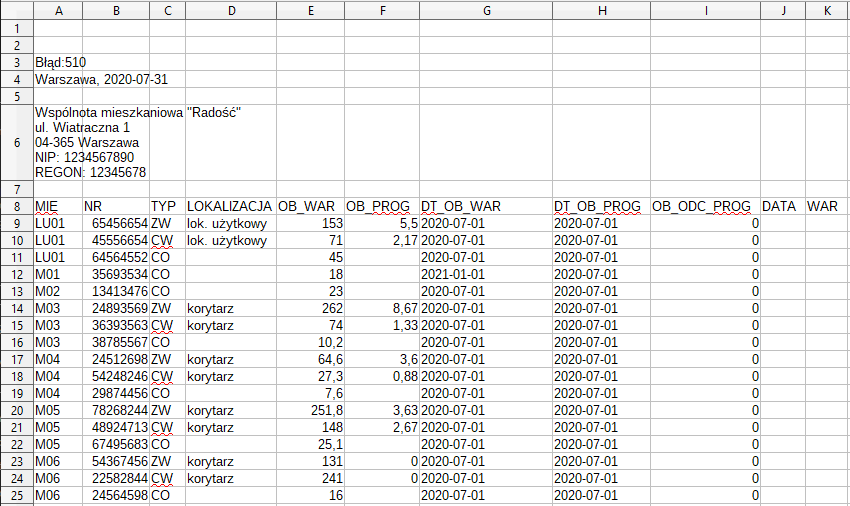 A B C D E F G H I J K
1
2
3 Błąd:510
4 Warszawa, 2020-07-31
5
Wspólnota mieszkaniowa "Radość"
ul. Wiatraczna 1
6 04-365 Warszawa
NIP: 1234567890
REGON: 12345678
7
8 MIE NR TYP LOKALIZACJA OB_WAR OB_PROG DT_OB_WAR DT_OB_PROG OB_ODC_PROG DATA WAR
9 LU01 65456654 ZW lok. użytkowy 153 5,5 2020-07-01 2020-07-01 0
10 LU01 45556654 CW lok. użytkowy 71 2,17 2020-07-01 2020-07-01 0
11 LU01 64564552 CO 45 2020-07-01 2020-07-01 0
12 M01 35693534 CO 18 2021-01-01 2020-07-01 0
13 M02 13413476 CO 23 2020-07-01 2020-07-01 0
14 M03 24893569 ZW korytarz 262 8,67 2020-07-01 2020-07-01 0
15 M03 36393563 CW korytarz 74 1,33 2020-07-01 2020-07-01 0
16 M03 38785567 CO 10,2 2020-07-01 2020-07-01 0
17 M04 24512698 ZW korytarz 64,6 3,6 2020-07-01 2020-07-01 0
18 M04 54248246 CW korytarz 27,3 0,88 2020-07-01 2020-07-01 0
19 M04 29874456 CO 7,6 2020-07-01 2020-07-01 0
20 M05 78268244 ZW korytarz 251,8 3,63 2020-07-01 2020-07-01 0
21 M05 48924713 CW korytarz 148 2,67 2020-07-01 2020-07-01 0
22 M05 67495683 CO 25,1 2020-07-01 2020-07-01 0
23 M06 54367456 ZW korytarz 131 0 2020-07-01 2020-07-01 0
24 M06 22582844 CW korytarz 241 0 2020-07-01 2020-07-01 0
25 M06 24564598 CO 16 2020-07-01 2020-07-01 0